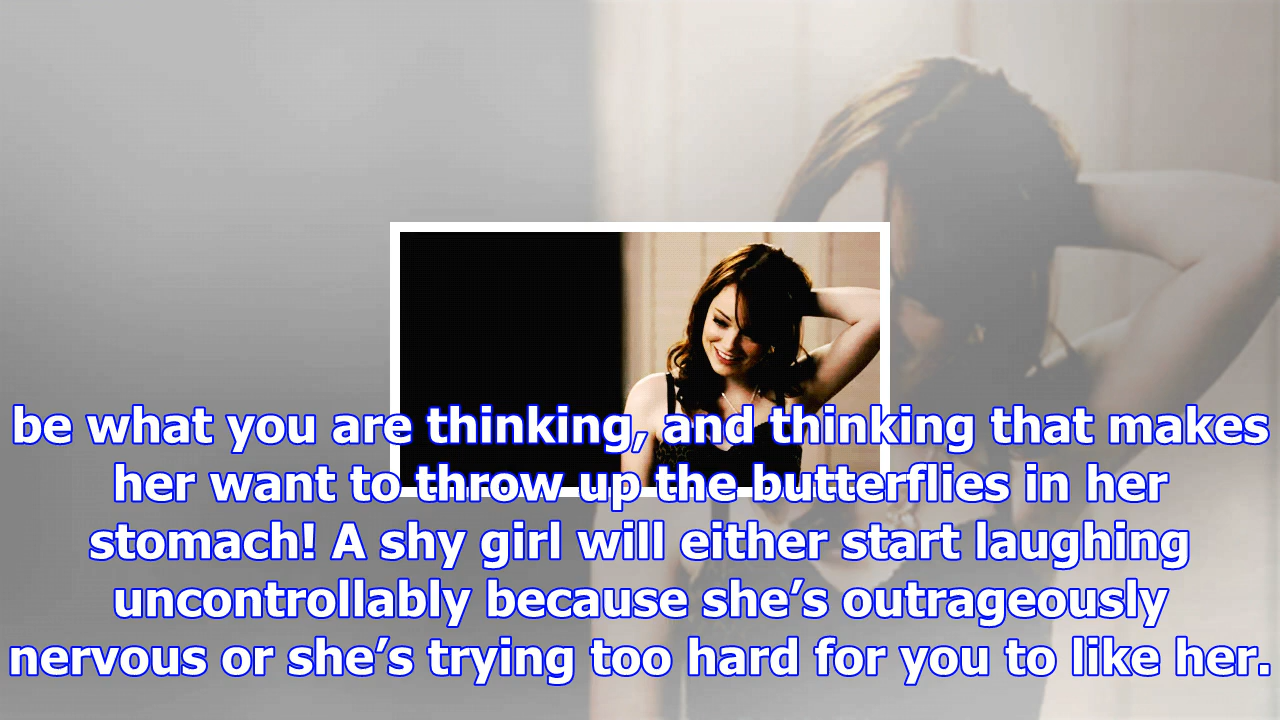 be what you are thinking, and thinking that makes
her want to throw up the butterflies in her
stomach! A shy girl will either start laughing
uncontrollably because she’s outrageously
nervous or she’s trying too hard for you to like her.